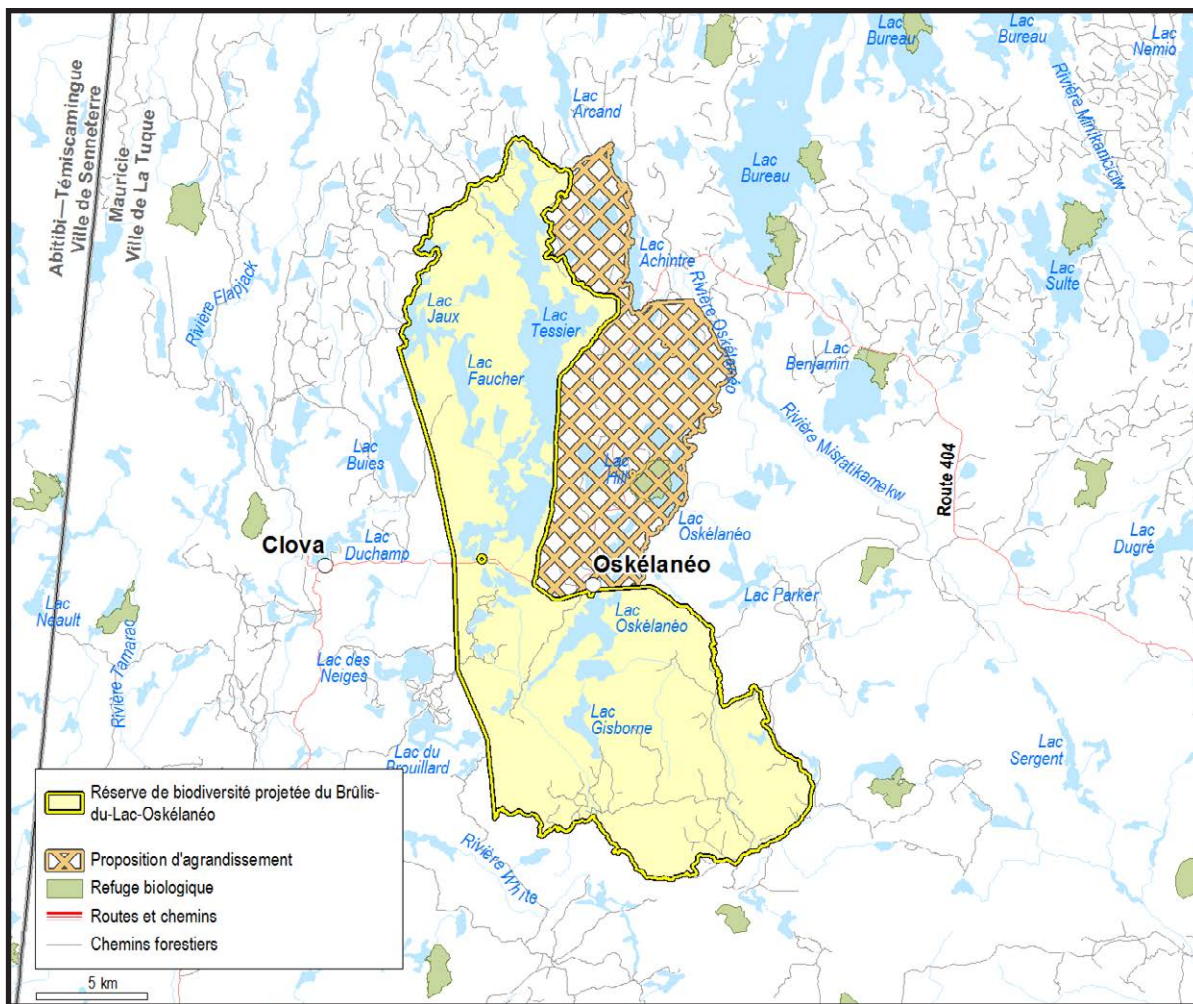 Lac
Bureau
Lac
Bureau
Lac
Nemio
Lac
Arcand
Rivière Minikaniciw
Abitibi—Témiscamingue
Ville de Senneterre
Mauricie
Ville de La Tuque
Lac
Bureau
Rivière Flapjack
Lac
Achintre
Rivière Oskélanéo
Lac
Sulte
Lac
Jaux
Lac
Tessier
Lac
Faucher
Lac
Benjamin
Rivière Mistatikamekw
Route 404
Lac
Buies
Lac
Hill
Lac
Oskélanéo
Clova
Lac
Duchamp
Oskélanéo
Lac
Dugré
Lac
Neault
Rivière Tamarac
Lac Parker
Lac
Oskélanéo
Lac des
Neiges
Lac
Gisborne
Lac du
Brouillard
Lac
Sergent
Rivière White
Réserve de biodiversité projetée du Brûlis-
du-Lac-Oskélanéo
Proposition d'agrandissement
Refuge biologique
Routes et chemins
Chemins forestiers
5 km